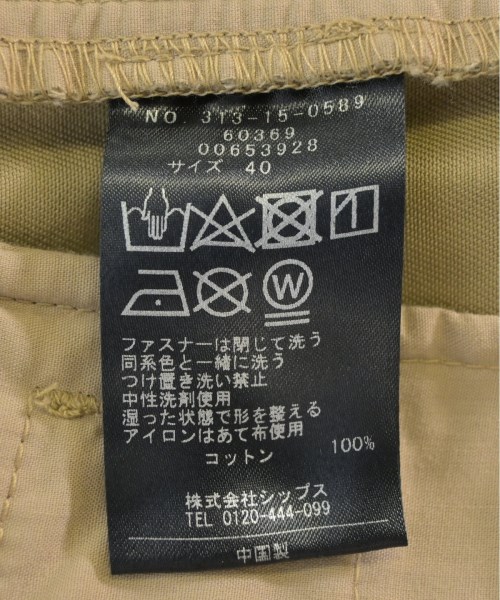 NO. 313-15-0589
60369
00653928
サイズ 40
W
ファスナーは閉じて洗う
同系色と一緒に洗う
つけ置き洗い禁止
中性洗剤使用
湿った状態で形を整える
アイロンはあて布使用
コットン 100%
株式会社シップス
TEL 0120-444-099
中国製